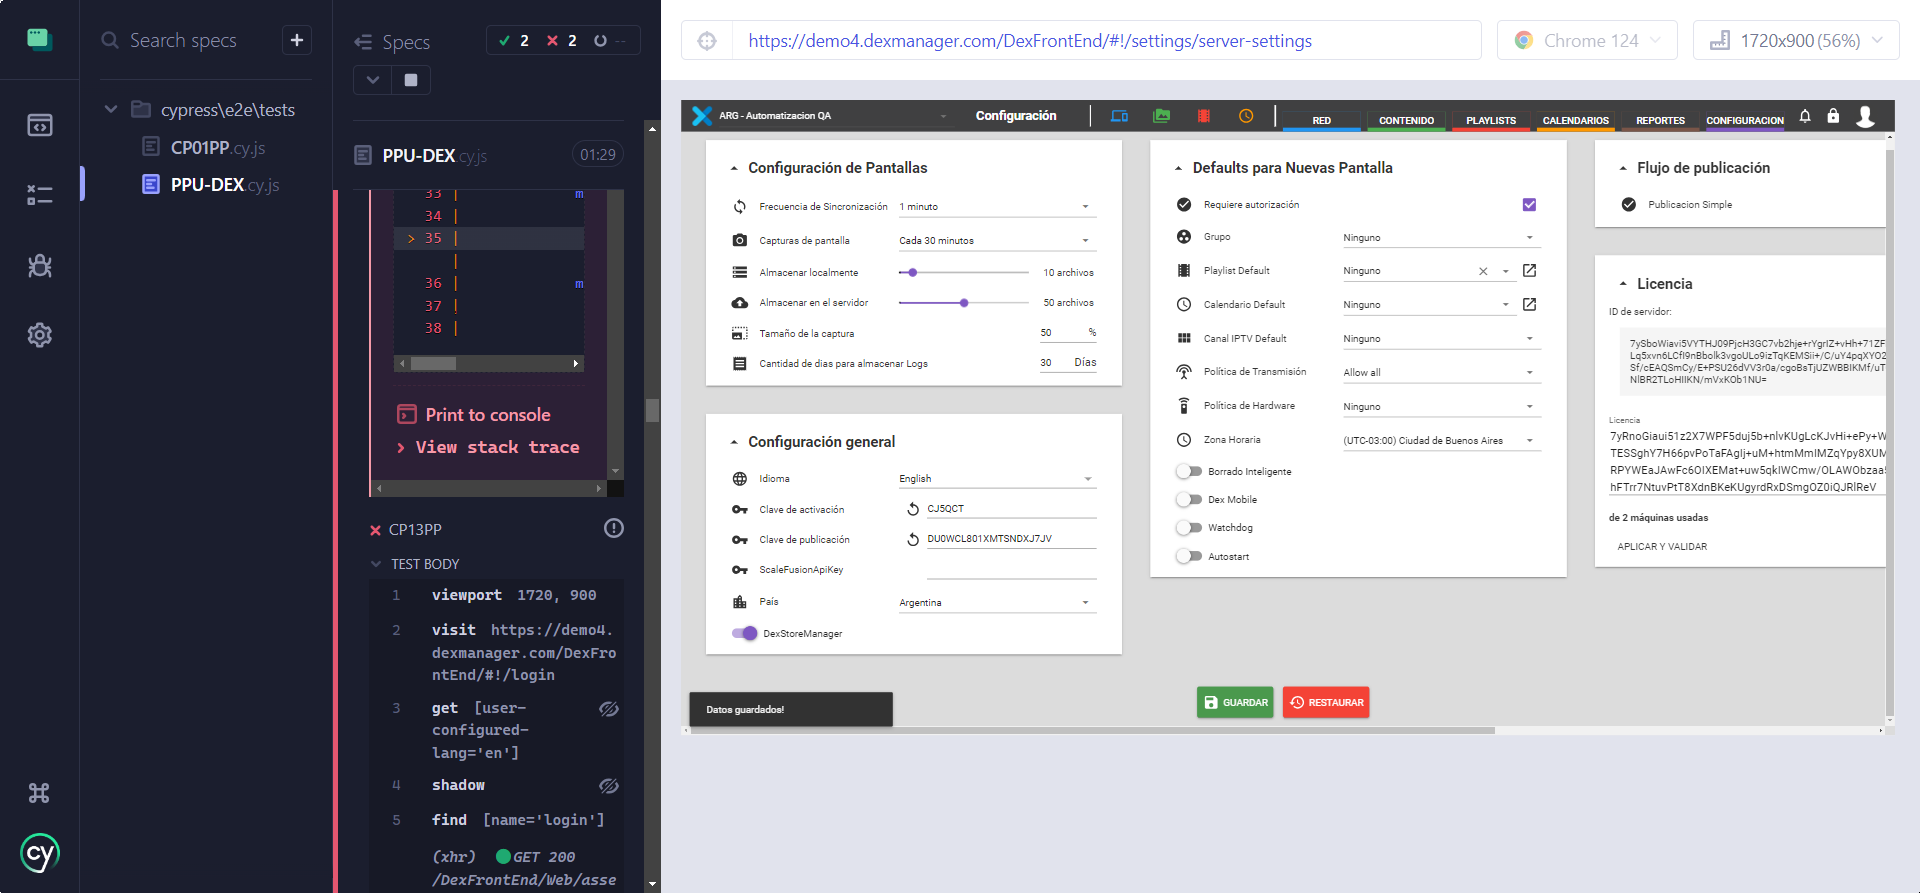 Search specs
+
cypress\e2e\tests
CP01PP.cy.js
PPU-DEX.cy.js
cy
Specs
2
2
--
PPU-DEX.cy.js
01:29
33 | m
34 |
> 35 |
|
36 | m
37 |
38 |
Print to console
> View stack trace
CP13PP
TEST BODY
1 viewport 1720, 900
2 visit https://demo4.
dexmanager.com/DexFro
ntEnd/#!/login
3 get [user-
configured-
lang='en']
4 shadow
5 find [name='login']
(xhr) GET 200
/DexFrontEnd/Web/asse
https://demo4.dexmanager.com/DexFrontEnd/#!/settings/server-settings
Chrome 124
1720x900 (56%)
ARG - Automatizacion QA
Configuración
RED
CONTENIDO
PLAYLISTS
CALENDARIOS
REPORTES
CONFIGURACION
Configuración de Pantallas
Frecuencia de Sincronización 1 minuto
Capturas de pantalla Cada 30 minutos
Almacenar localmente 10 archivos
Almacenar en el servidor 50 archivos
Tamaño de la captura 50 %
Cantidad de dias para almacenar Logs 30 Días
Configuración general
Idioma English
Clave de activación CJ5QCT
Clave de publicación DU0WCL801XMTSNDXJ7JV
ScaleFusionApiKey
País Argentina
DexStoreManager
Defaults para Nuevas Pantalla
Requiere autorización
Grupo Ninguno
Playlist Default Ninguno
Calendario Default Ninguno
Canal IPTV Default Ninguno
Política de Transmisión Allow all
Política de Hardware Ninguno
Zona Horaria (UTC-03:00) Ciudad de Buenos Aires
Borrado Inteligente
Dex Mobile
Watchdog
Autostart
Flujo de publicación
Publicacion Simple
Licencia
ID de servidor:
7ySboWiavi5VYTHJ09PjcH3GC7vb2hje+rYgrIZ+vHh+71ZF
Lq5xvn6LCfI9nBbolk3vgoULo9izTqKEMSii+/C/uY4pqXYO2
Sf/cEAQSmCy/E+PSU26dVV3r0a/cgoBsTjUZWBBIKMf/uT
NlBR2TLoHIIKN/mVxKOb1NU=
Licencia
7yRnoGiaui51z2X7WPF5duj5b+nlvKUgLcKJvHi+ePy+W
TESSghY7H66pvPoTaFAgIj+uM+htmMmIMZqYpy8XUM
RPYWEaJAwFc6OIXEMat+uw5qkIWCmw/OLAWObzaa
hFTrr7NtuvPtT8XdnBKeKUgyrdRxDSmgOZ0iQJRlReV
de 2 máquinas usadas
APLICAR Y VALIDAR
Datos guardados!
GUARDAR
RESTAURAR